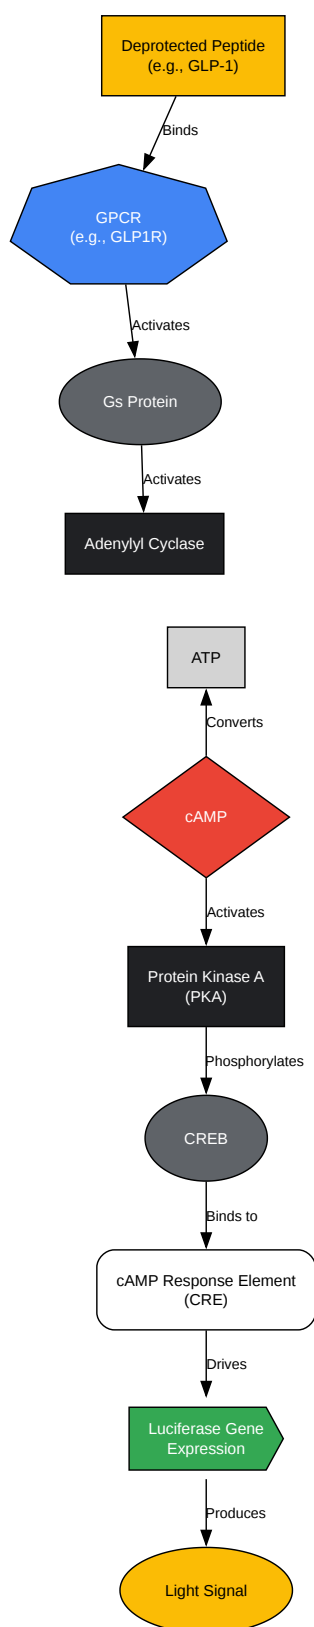 Deprotected Peptide
(e.g., GLP-1)
Binds
GPCR
(e.g., GLP1R)
Activates
Gs Protein
Activates
Adenylyl Cyclase
ATP
Converts
cAMP
Activates
Protein Kinase A
(PKA)
Phosphorylates
CREB
Binds to
cAMP Response Element
(CRE)
Drives
Luciferase Gene
Expression
Produces
Light Signal